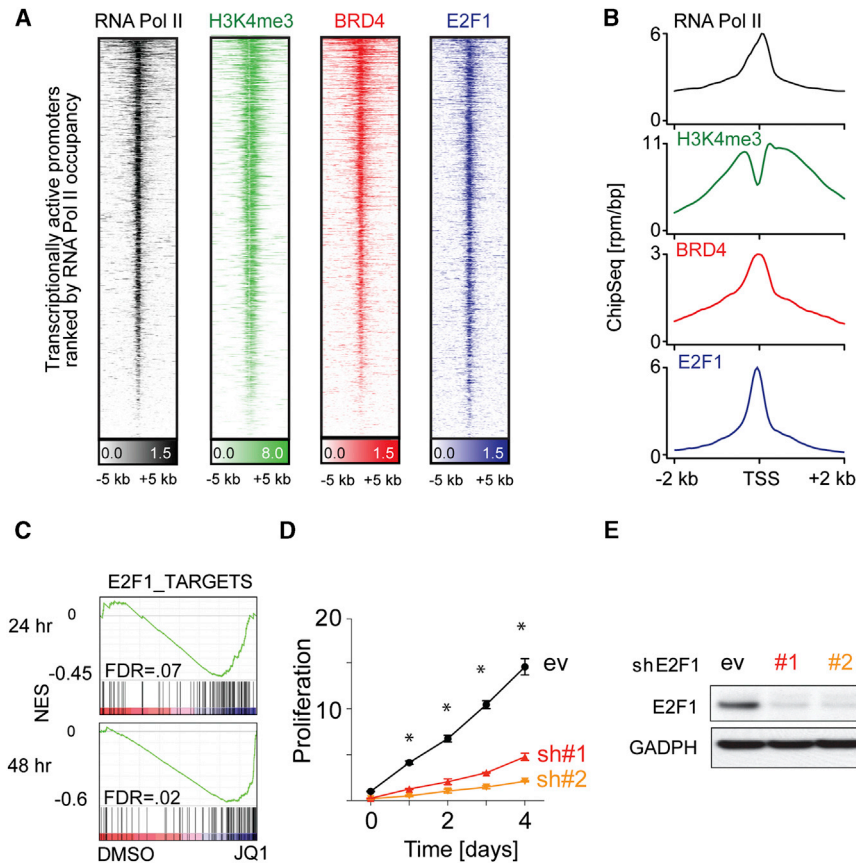 A
RNA Pol II H3K4me3 BRD4 E2F1
Transcriptionally active promoters
ranked by RNA Pol II occupancy
0.0 1.5 0.0 8.0 0.0 1.5 0.0 1.5
-5 kb +5 kb -5 kb +5 kb -5 kb +5 kb -5 kb +5 kb
B
RNA Pol II
6
0
H3K4me3
11
0
BRD4
3
0
E2F1
6
0
ChipSeq [rpm/bp]
-2 kb TSS +2 kb
C
E2F1_TARGETS
24 hr
0
-0.45
FDR=.07
NES
48 hr
0
-0.6
FDR=.02
DMSO JQ1
D
Proliferation
20
10
0
* * * *
ev
sh#1
sh#2
0 2 4
Time [days]
E
shE2F1 ev #1 #2
E2F1
GADPH